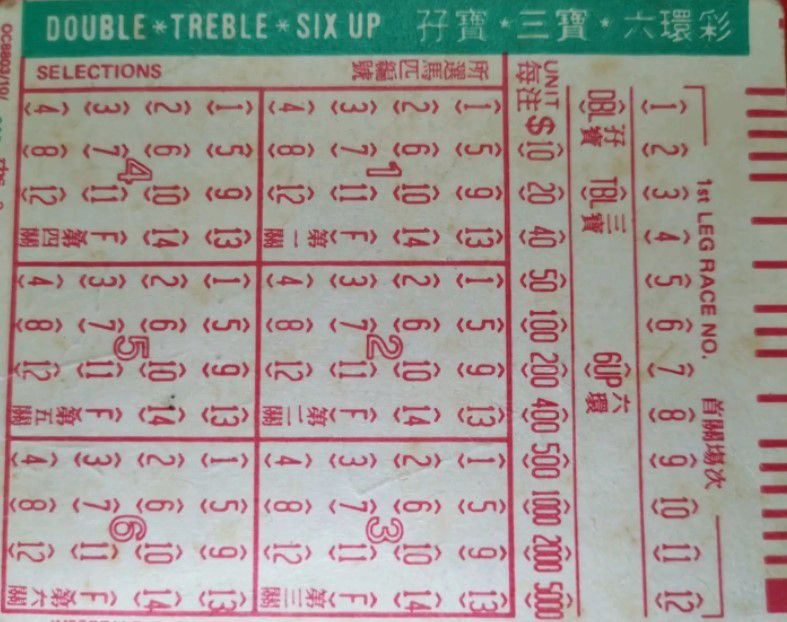 DOUBLE * TREBLE * SIX UP 孖寶 * 三寶 * 六環彩
SELECTIONS 所選馬匹編號
1st LEG RACE NO. 首關場次
1 2 3 4 5 6 7 8 9 10 11 12
DBL 孖寶 TBL 三寶 6UP 六環
UNIT 每注 $ 10 20 40 50 100 200 400 500 1000 2000 5000
1
1 2 3 4
5 6 7 8
9 10 11 12
13 14 F 第一關
2
1 2 3 4
5 6 7 8
9 10 11 12
13 14 F 第二關
3
1 2 3 4
5 6 7 8
9 10 11 12
13 14 F 第三關
4
1 2 3 4
5 6 7 8
9 10 11 12
13 14 F 第四關
5
1 2 3 4
5 6 7 8
9 10 11 12
13 14 F 第五關
6
1 2 3 4
5 6 7 8
9 10 11 12
13 14 F 第六關